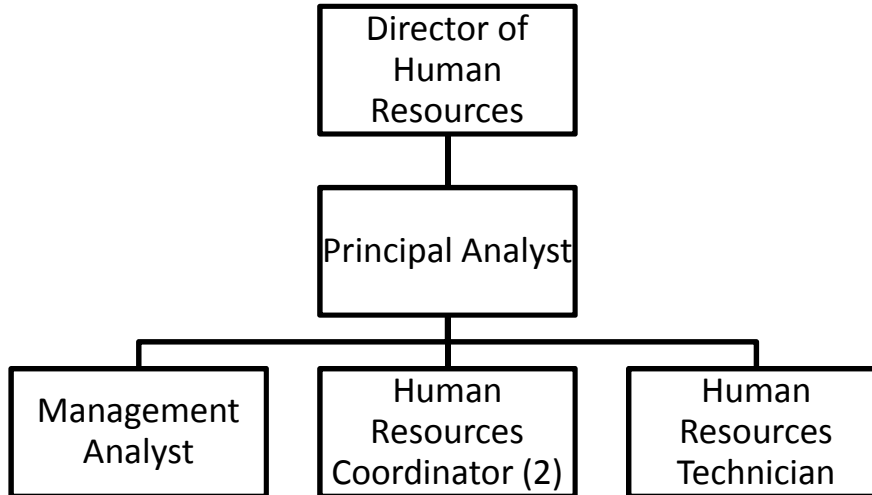 Director of
Human
Resources
Principal Analyst
Management
Analyst
Human
Resources
Coordinator (2)
Human
Resources
Technician